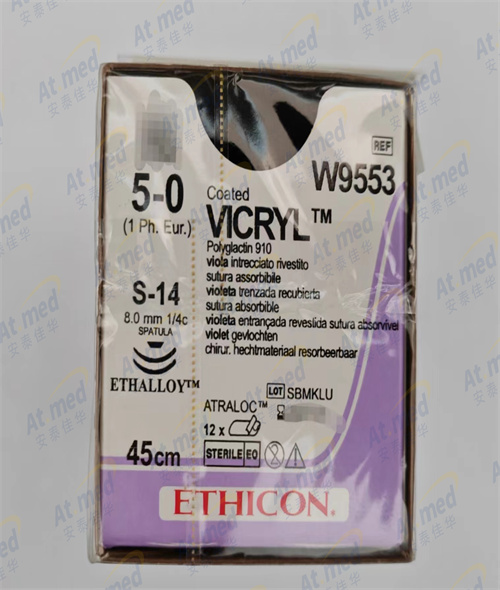 REF
W9553
5-0
(1 Ph. Eur.)
Coated
VICRYL™
Polyglactin 910
viola intrecciato rivestito
sutura assorbibile
violeta trenzada recubierta
sutura absorbible
violeta entrançada revestida sutura absorvível
violet gevlochten
chirur. hechtmateriaal resorbeerbaar
S-14
8.0 mm 1/4c
SPATULA
ETHALLOY™
LOT SBMKLU
ATRALOC™
12 x
STERILE EO
45cm
ETHICON®
At med
安泰佳华